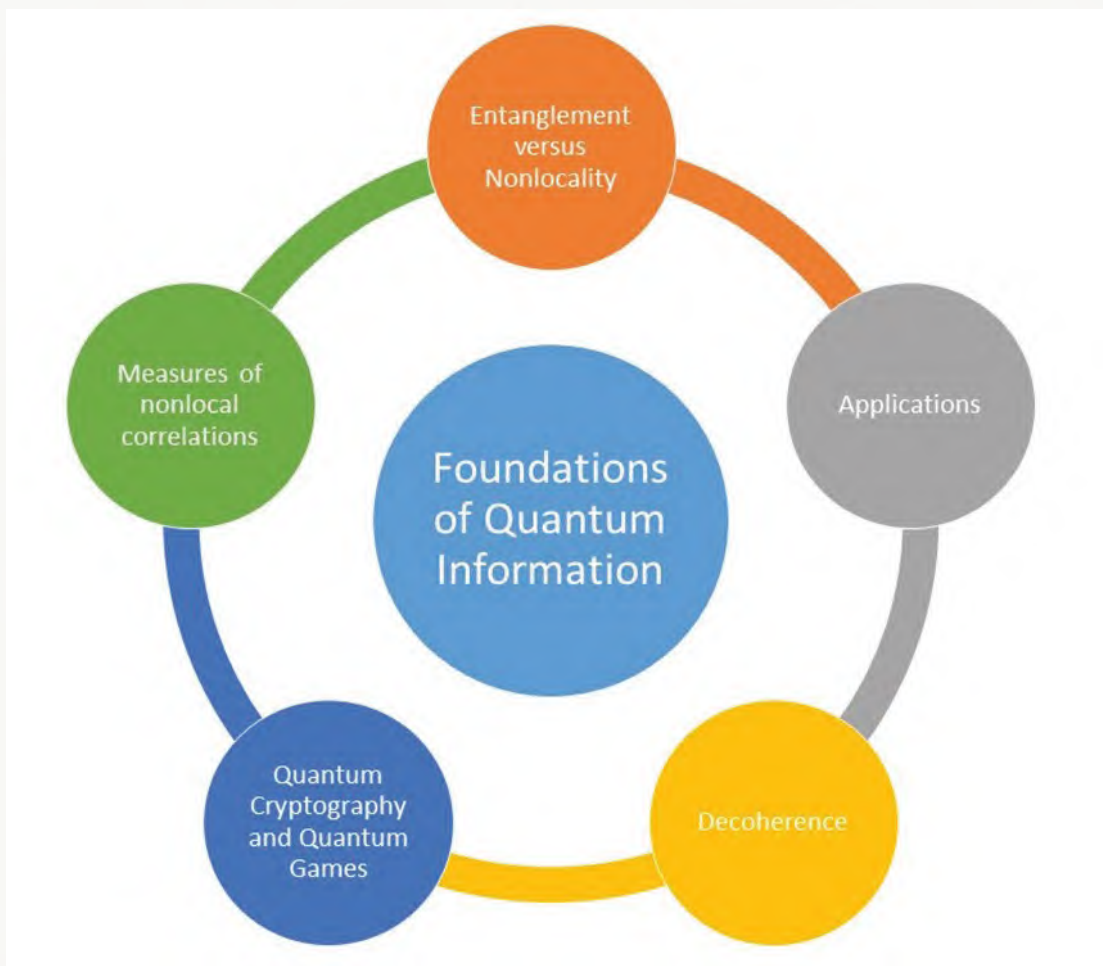 Entanglement
versus
Nonlocality
Applications
Decoherence
Quantum
Cryptography
and Quantum
Games
Measures of
nonlocal
correlations
Foundations
of Quantum
Information